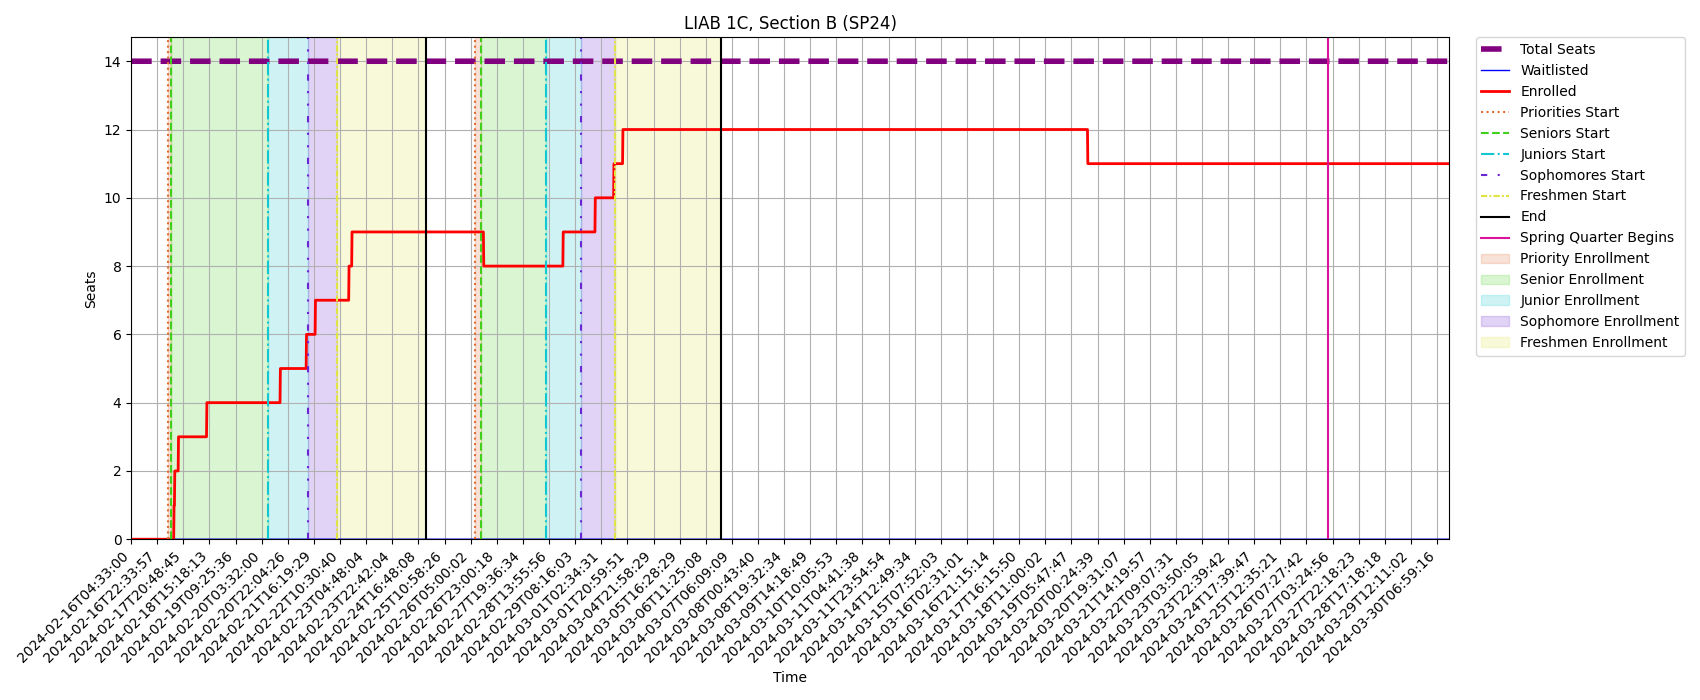 LIAB 1C, Section B (SP24)
Seats
14
12
10
8
6
4
2
0
2024-02-16T04:33:00
2024-02-16T22:33:57
2024-02-17T20:48:45
2024-02-18T15:18:13
2024-02-19T09:25:36
2024-02-20T03:32:00
2024-02-20T22:04:26
2024-02-21T16:19:29
2024-02-22T10:30:40
2024-02-23T04:48:04
2024-02-23T22:42:04
2024-02-24T16:48:08
2024-02-25T10:58:26
2024-02-26T05:00:02
2024-02-26T23:00:18
2024-02-27T19:36:34
2024-02-28T13:55:56
2024-02-29T08:16:03
2024-03-01T02:34:31
2024-03-01T20:59:51
2024-03-04T21:58:29
2024-03-05T16:28:29
2024-03-06T11:25:08
2024-03-07T06:09:09
2024-03-08T00:43:40
2024-03-08T19:32:34
2024-03-09T14:18:49
2024-03-10T10:05:53
2024-03-11T04:41:38
2024-03-11T23:54:54
2024-03-14T12:49:34
2024-03-15T07:52:03
2024-03-16T02:31:01
2024-03-16T21:15:14
2024-03-17T16:15:50
2024-03-18T11:00:02
2024-03-19T05:47:47
2024-03-20T00:24:39
2024-03-20T19:31:07
2024-03-21T14:19:57
2024-03-22T09:07:31
2024-03-23T03:50:05
2024-03-23T22:39:42
2024-03-24T17:39:47
2024-03-25T12:35:21
2024-03-26T07:27:42
2024-03-27T03:24:56
2024-03-27T22:18:23
2024-03-28T17:18:18
2024-03-29T12:11:02
2024-03-30T06:59:16
Time
Total Seats
Waitlisted
Enrolled
Priorities Start
Seniors Start
Juniors Start
Sophomores Start
Freshmen Start
End
Spring Quarter Begins
Priority Enrollment
Senior Enrollment
Junior Enrollment
Sophomore Enrollment
Freshmen Enrollment